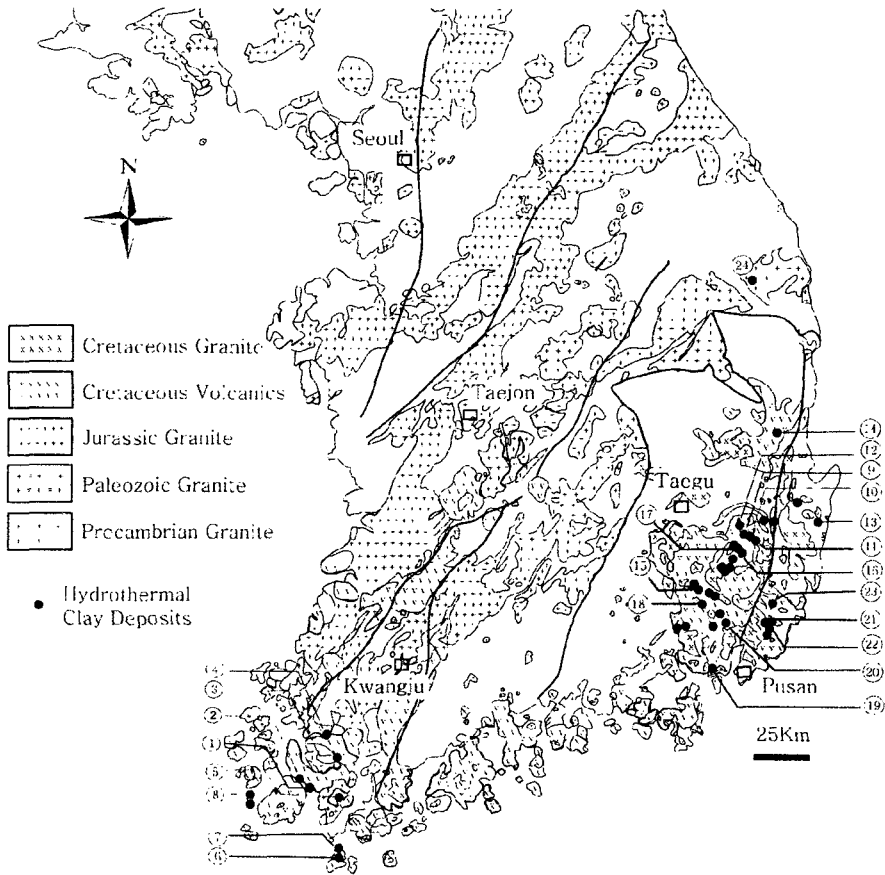 Seoul
N
24
Cretaceous Granite
Cretaceous Volcanics
Jurassic Granite
Paleozoic Granite
Precambrian Granite
Hydrothermal
Clay Deposits
Taejon
Taegu
Kwangju
Pusan
25Km
14
12
9
10
13
11
16
23
21
22
20
19
17
15
18
4
3
2
1
5
8
7
6